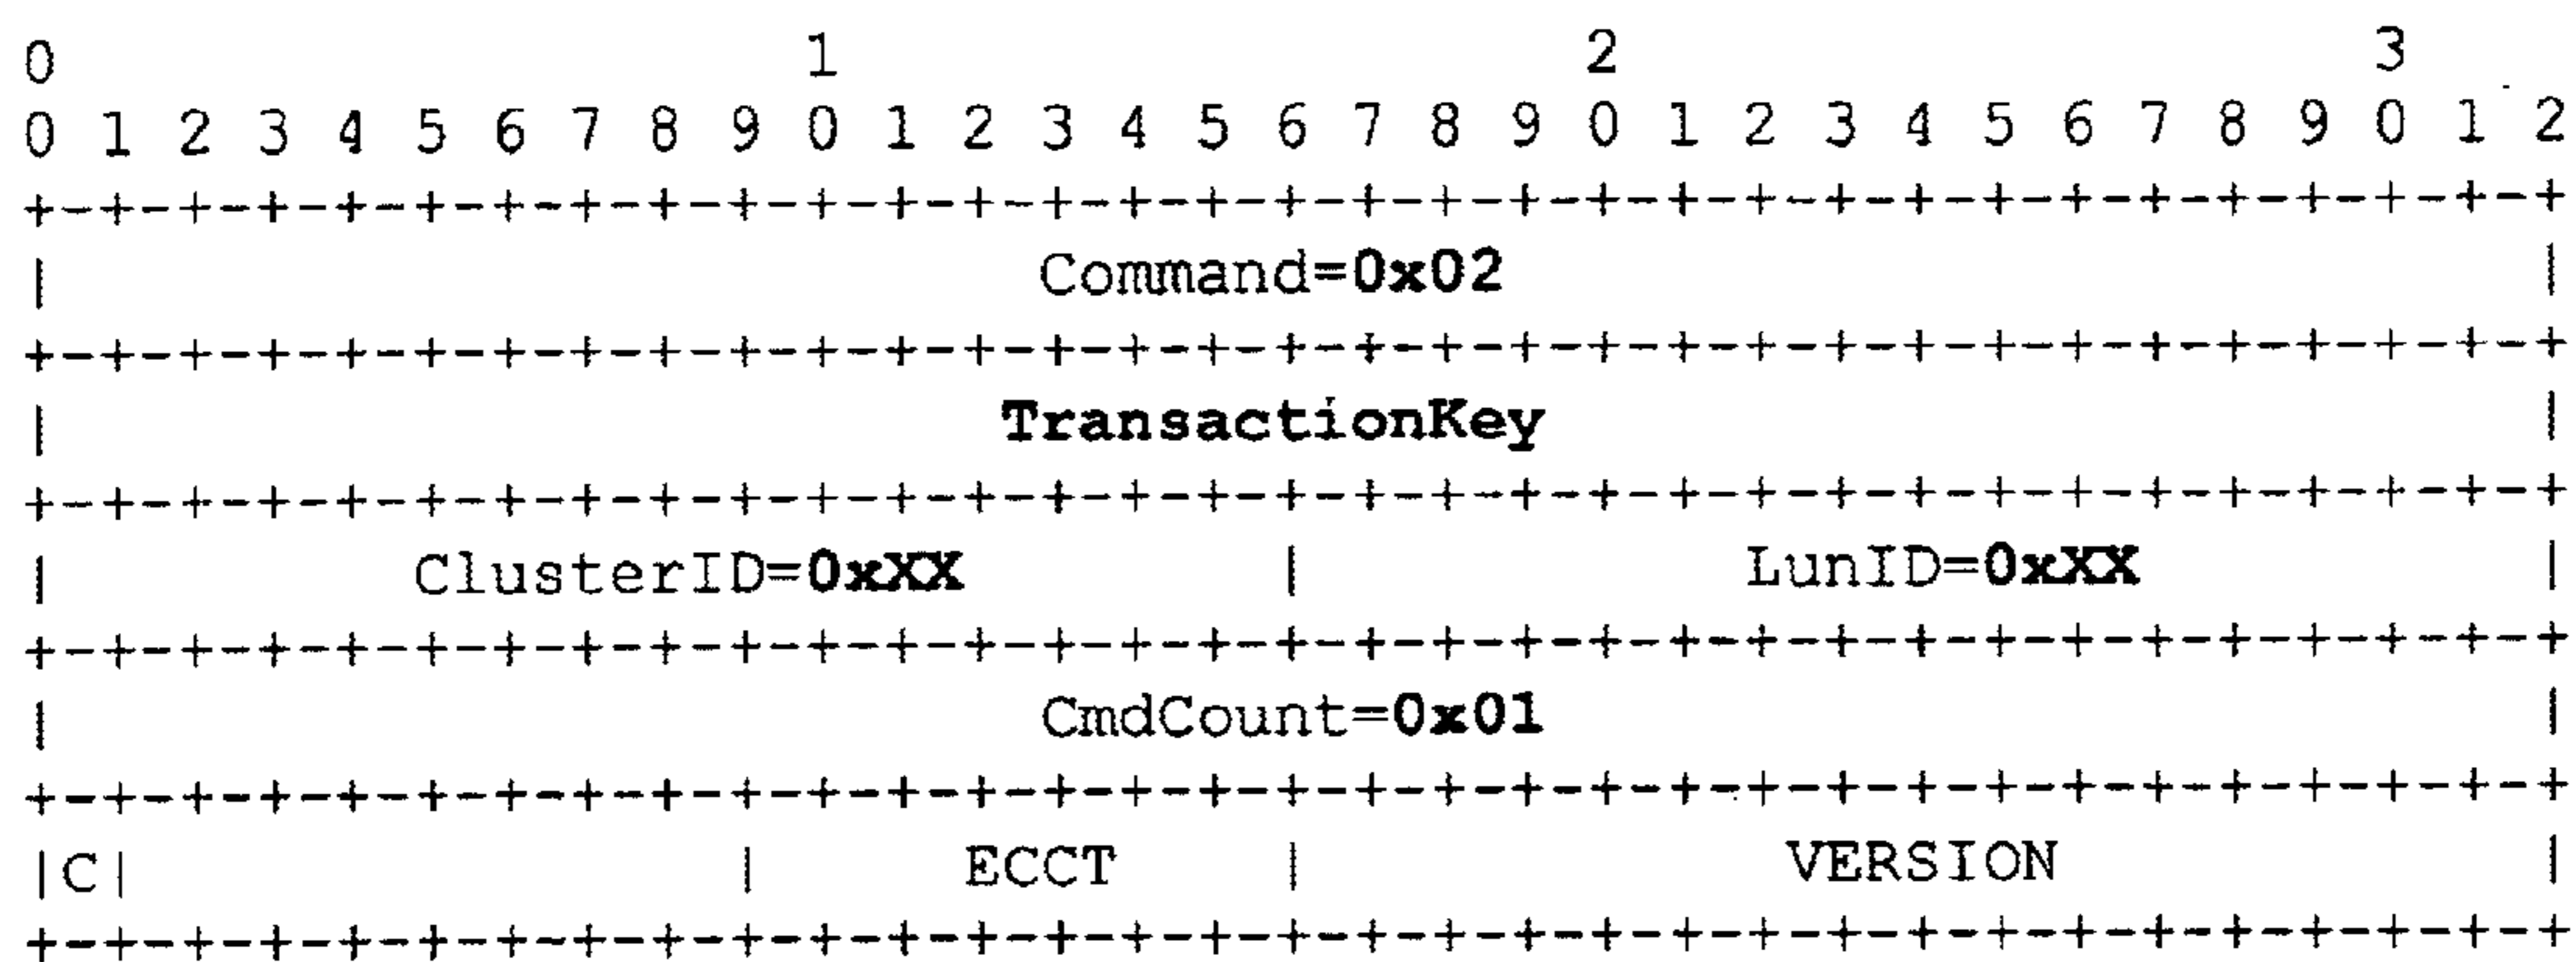 0                   1                   2                   3
0 1 2 3 4 5 6 7 8 9 0 1 2 3 4 5 6 7 8 9 0 1 2 3 4 5 6 7 8 9 0 1 2
+-+-+-+-+-+-+-+-+-+-+-+-+-+-+-+-+-+-+-+-+-+-+-+-+-+-+-+-+-+-+-+-+
|                         Command=0x02                          |
+-+-+-+-+-+-+-+-+-+-+-+-+-+-+-+-+-+-+-+-+-+-+-+-+-+-+-+-+-+-+-+-+
|                        TransactionKey                         |
+-+-+-+-+-+-+-+-+-+-+-+-+-+-+-+-+-+-+-+-+-+-+-+-+-+-+-+-+-+-+-+-+
|         ClusterID=0xXX        |           LunID=0xXX          |
+-+-+-+-+-+-+-+-+-+-+-+-+-+-+-+-+-+-+-+-+-+-+-+-+-+-+-+-+-+-+-+-+
|                         CmdCount=0x01                         |
+-+-+-+-+-+-+-+-+-+-+-+-+-+-+-+-+-+-+-+-+-+-+-+-+-+-+-+-+-+-+-+-+
|C|               |     ECCT    |            VERSION            |
+-+-+-+-+-+-+-+-+-+-+-+-+-+-+-+-+-+-+-+-+-+-+-+-+-+-+-+-+-+-+-+-+